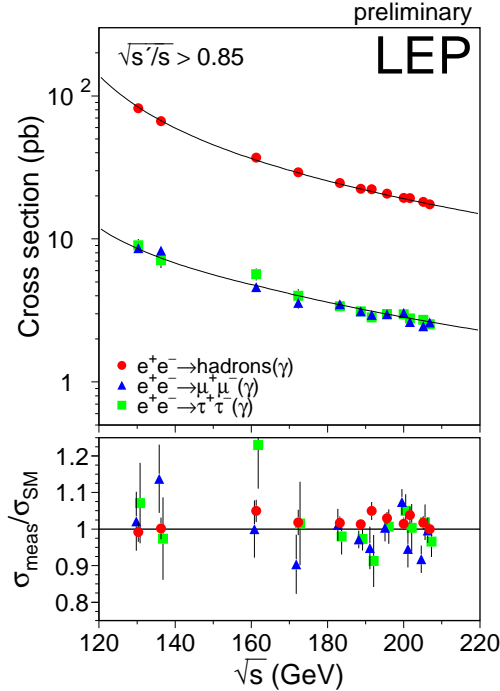 preliminary
√s´/s > 0.85
LEP
Cross section (pb)
10²
10
1
e⁺e⁻→hadrons(γ)
e⁺e⁻→μ⁺μ⁻(γ)
e⁺e⁻→τ⁺τ⁻(γ)
σmeas/σSM
1.2
1.1
1
0.9
0.8
120 140 160 180 200 220
√s (GeV)